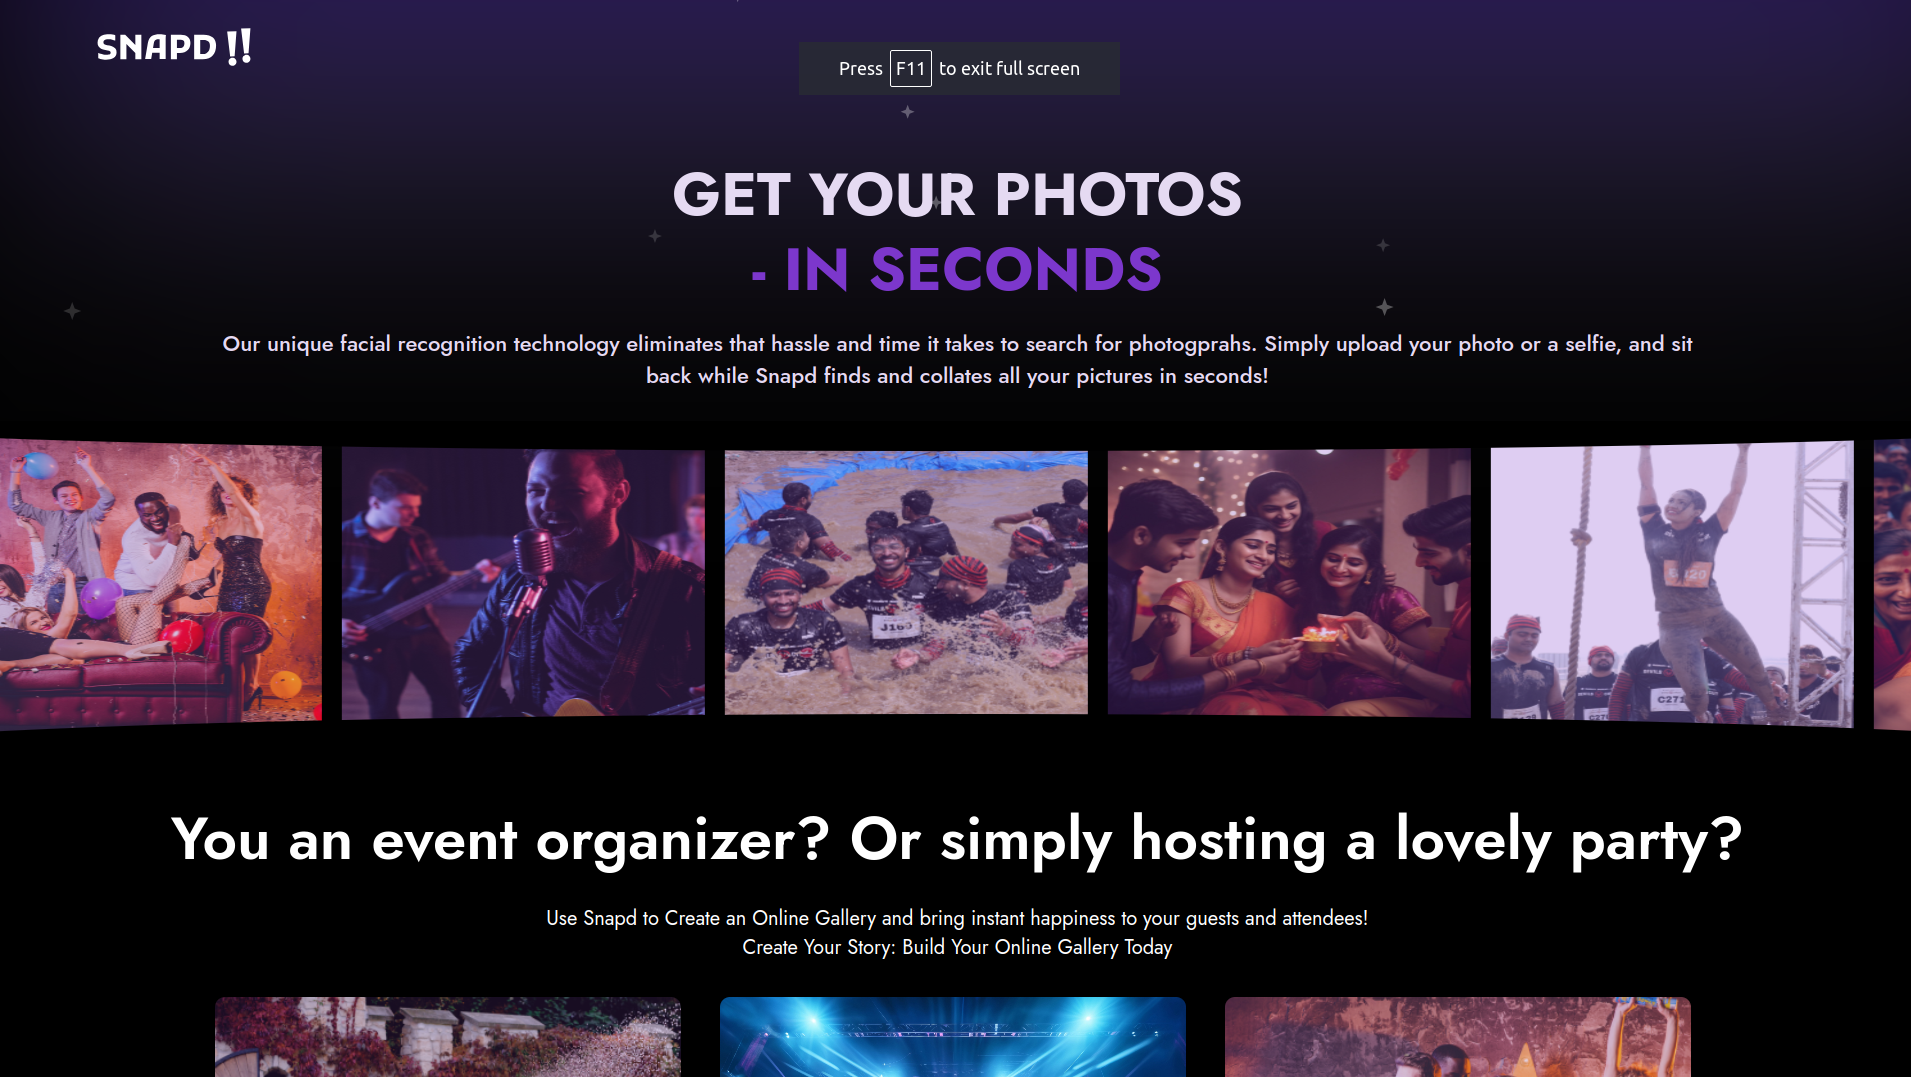 SNAPD !!
Press F11 to exit full screen
GET YOUR PHOTOS
- IN SECONDS
Our unique facial recognition technology eliminates that hassle and time it takes to search for photogprahs. Simply upload your photo or a selfie, and sit
back while Snapd finds and collates all your pictures in seconds!
J169
C271
You an event organizer? Or simply hosting a lovely party?
Use Snapd to Create an Online Gallery and bring instant happiness to your guests and attendees!
Create Your Story: Build Your Online Gallery Today